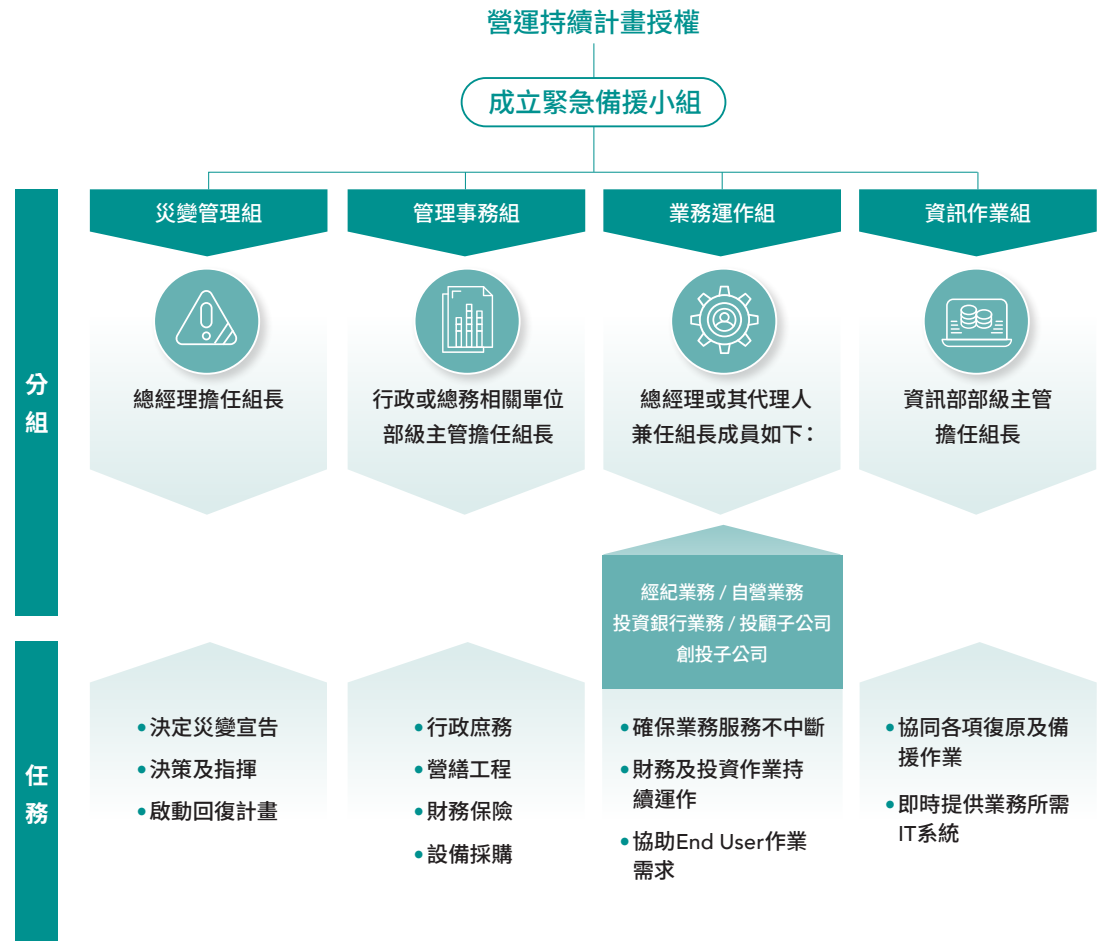 營運持續計畫授權
成立緊急備援小組
分
組
災變管理組
總經理擔任組長
管理事務組
行政或總務相關單位
部級主管擔任組長
業務運作組
總經理或其代理人
兼任組長成員如下：
經紀業務 / 自營業務
投資銀行業務 / 投顧子公司
創投子公司
資訊作業組
資訊部部級主管
擔任組長
任
務
•決定災變宣告
•決策及指揮
•啟動回復計畫
•行政庶務
•營繕工程
•財務保險
•設備採購
•確保業務服務不中斷
•財務及投資作業持
續運作
•協助End User作業
需求
•協同各項復原及備
援作業
•即時提供業務所需
IT系統